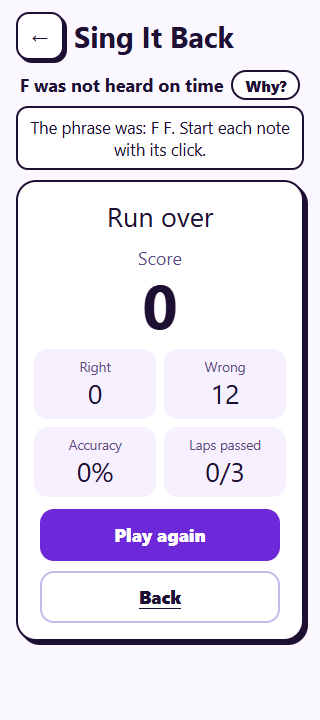 ← Sing It Back
F was not heard on time Why?
The phrase was: F F. Start each note
with its click.
Run over
Score
0
Right
0
Wrong
12
Accuracy
0%
Laps passed
0/3
Play again
Back